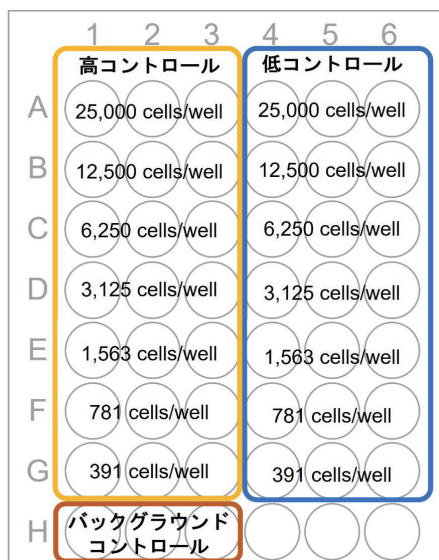 1 2 3 4 5 6
高コントロール 低コントロール
A 25,000 cells/well 25,000 cells/well
B 12,500 cells/well 12,500 cells/well
C 6,250 cells/well 6,250 cells/well
D 3,125 cells/well 3,125 cells/well
E 1,563 cells/well 1,563 cells/well
F 781 cells/well 781 cells/well
G 391 cells/well 391 cells/well
H バックグラウンド
コントロール